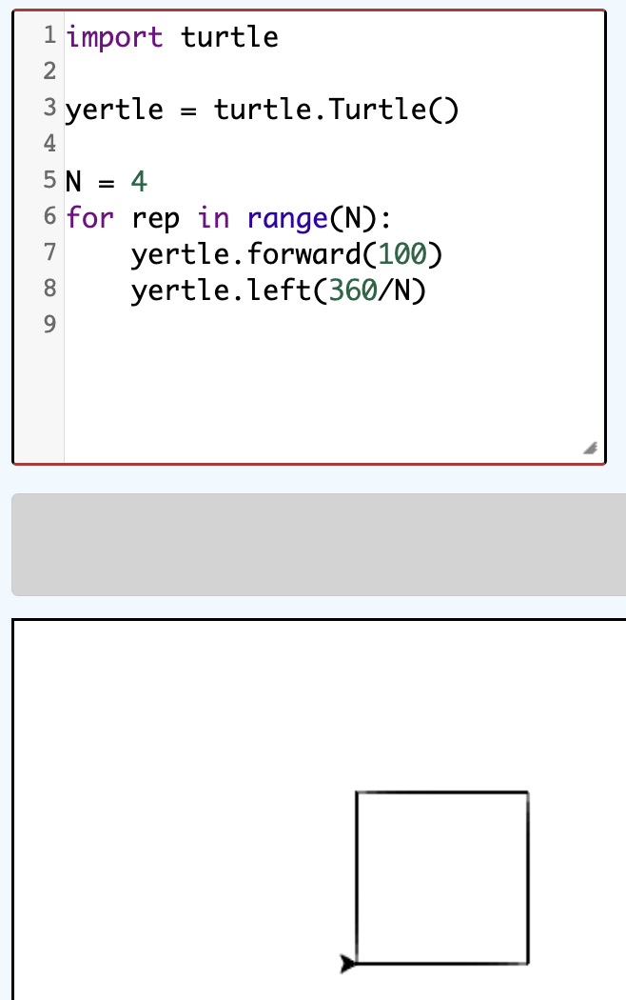 1 import turtle
2
3 yertle = turtle.Turtle()
4
5 N = 4
6 for rep in range(N):
7     yertle.forward(100)
8     yertle.left(360/N)
9